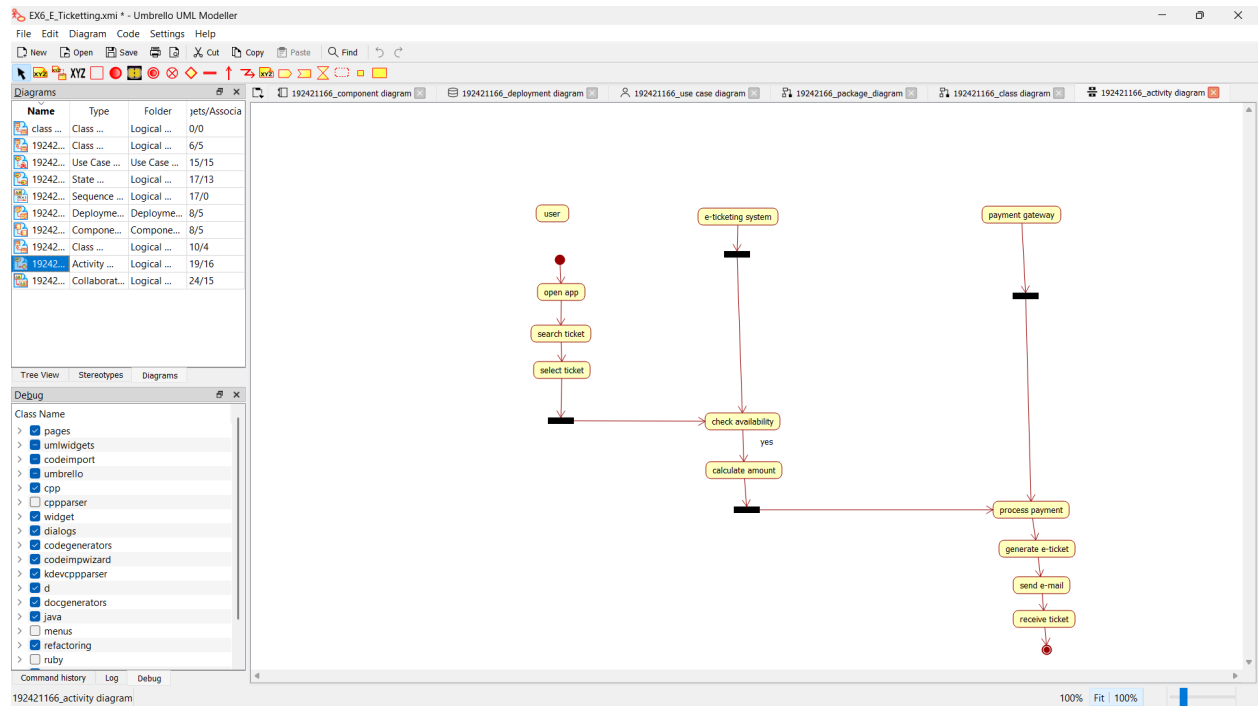 EX6_E_Ticketting.xmi * - Umbrello UML Modeller
File Edit Diagram Code Settings Help
New Open Save Cut Copy Paste Find
XYZ XYZ XYZ XYZ
Diagrams
192421166_component diagram 192421166_deployment diagram 192421166_use case diagram 19242166_package_diagram 192421166_class diagram 192421166_activity diagram
Name Type Folder jets/Associa
class ... Class ... Logical ... 0/0
19242... Class ... Logical ... 6/5
19242... Use Case ... Use Case ... 15/15
19242... State ... Logical ... 17/13
19242... Sequence ... Logical ... 17/0
19242... Deployme... Deployme... 8/5
19242... Compone... Compone... 8/5
19242... Class ... Logical ... 10/4
19242... Activity ... Logical ... 19/16
19242... Collaborat... Logical ... 24/15
Tree View Stereotypes Diagrams
Debug
Class Name
pages
umlwidgets
codeimport
umbrello
cpp
cppparser
widget
dialogs
codegenerators
codeimpwizard
kdevcppparser
d
docgenerators
java
menus
refactoring
ruby
Command history Log Debug
user
e-ticketing system
payment gateway
open app
search ticket
select ticket
check availability
yes
calculate amount
process payment
generate e-ticket
send e-mail
receive ticket
192421166_activity diagram
100% Fit 100%